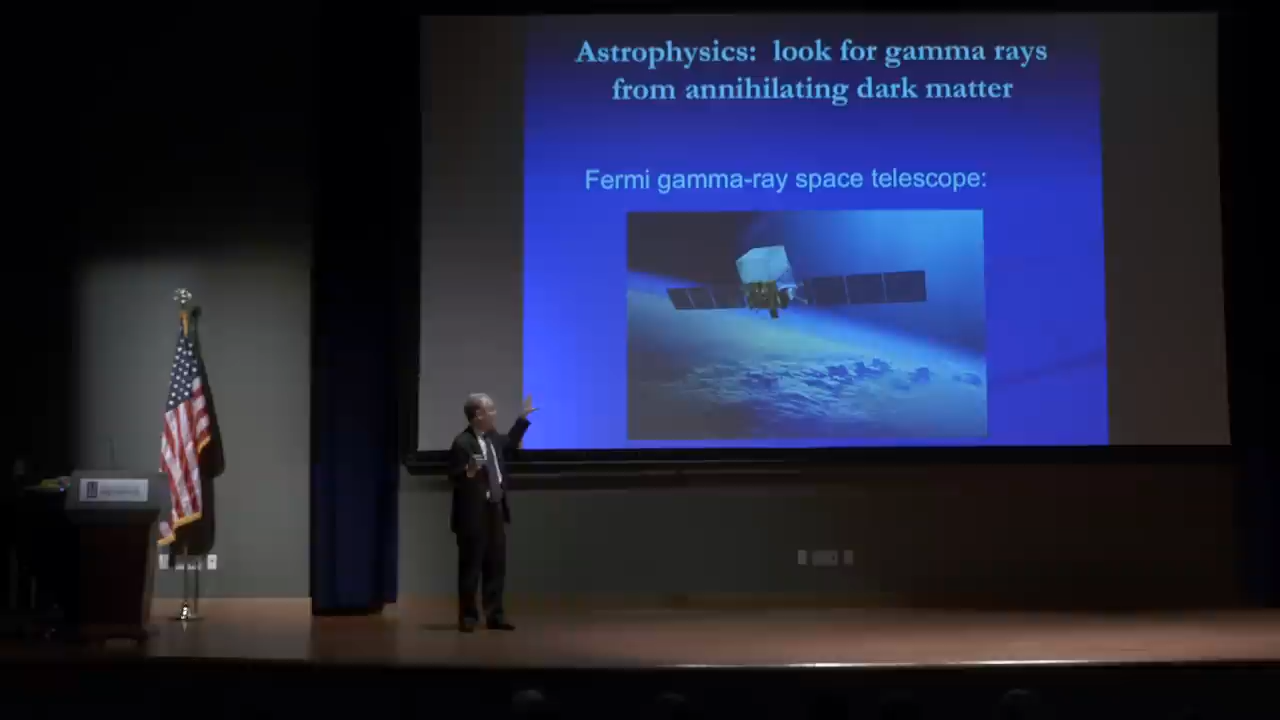 Astrophysics: look for gamma rays
from annihilating dark matter
Fermi gamma-ray space telescope: